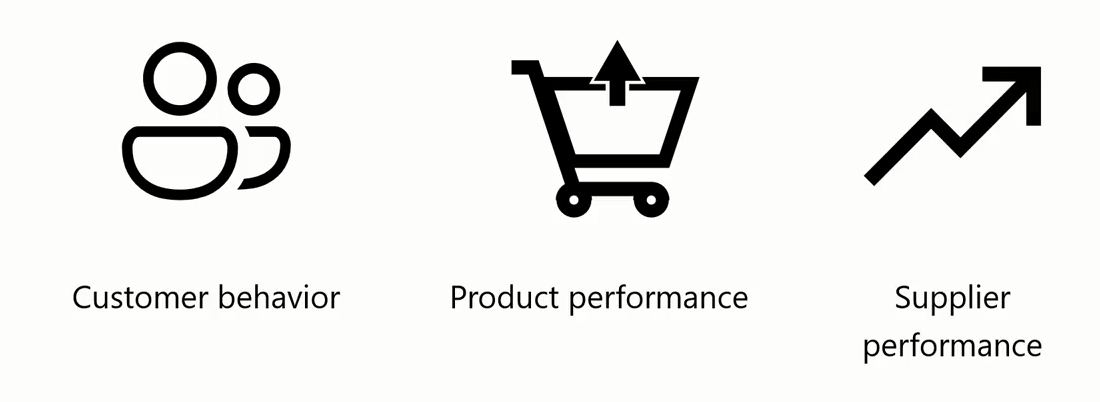 Customer behavior
Product performance
Supplier
performance